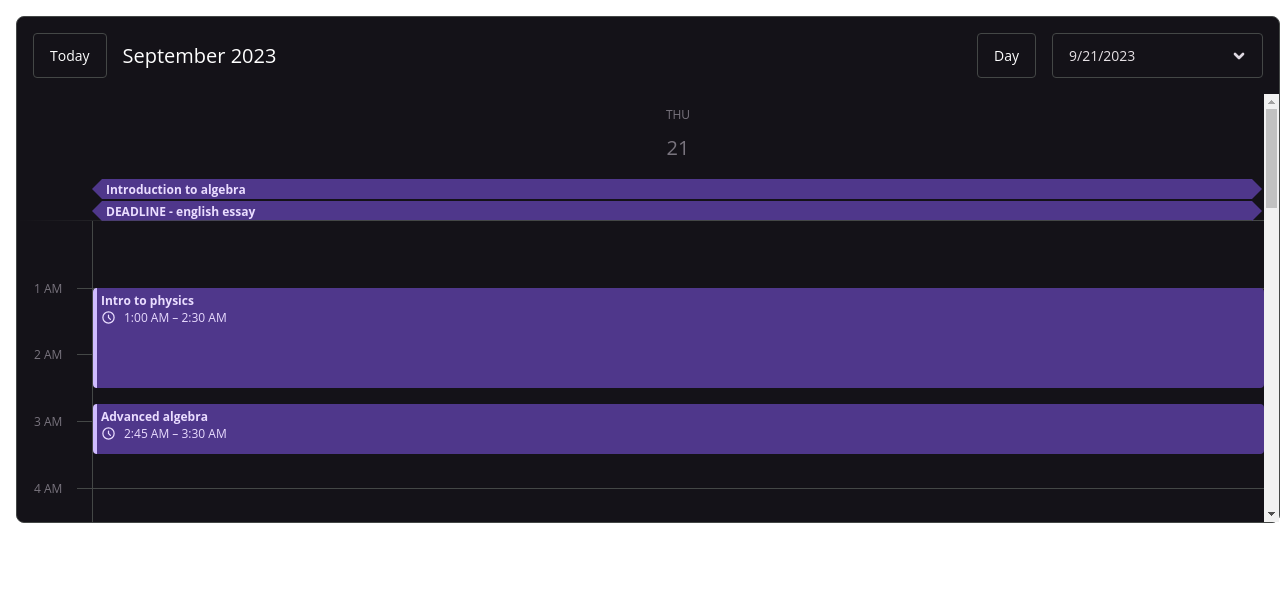 Today
September 2023
Day
9/21/2023
THU
21
Introduction to algebra
DEADLINE - english essay
1 AM
Intro to physics
1:00 AM – 2:30 AM
2 AM
Advanced algebra
3 AM
2:45 AM – 3:30 AM
4 AM